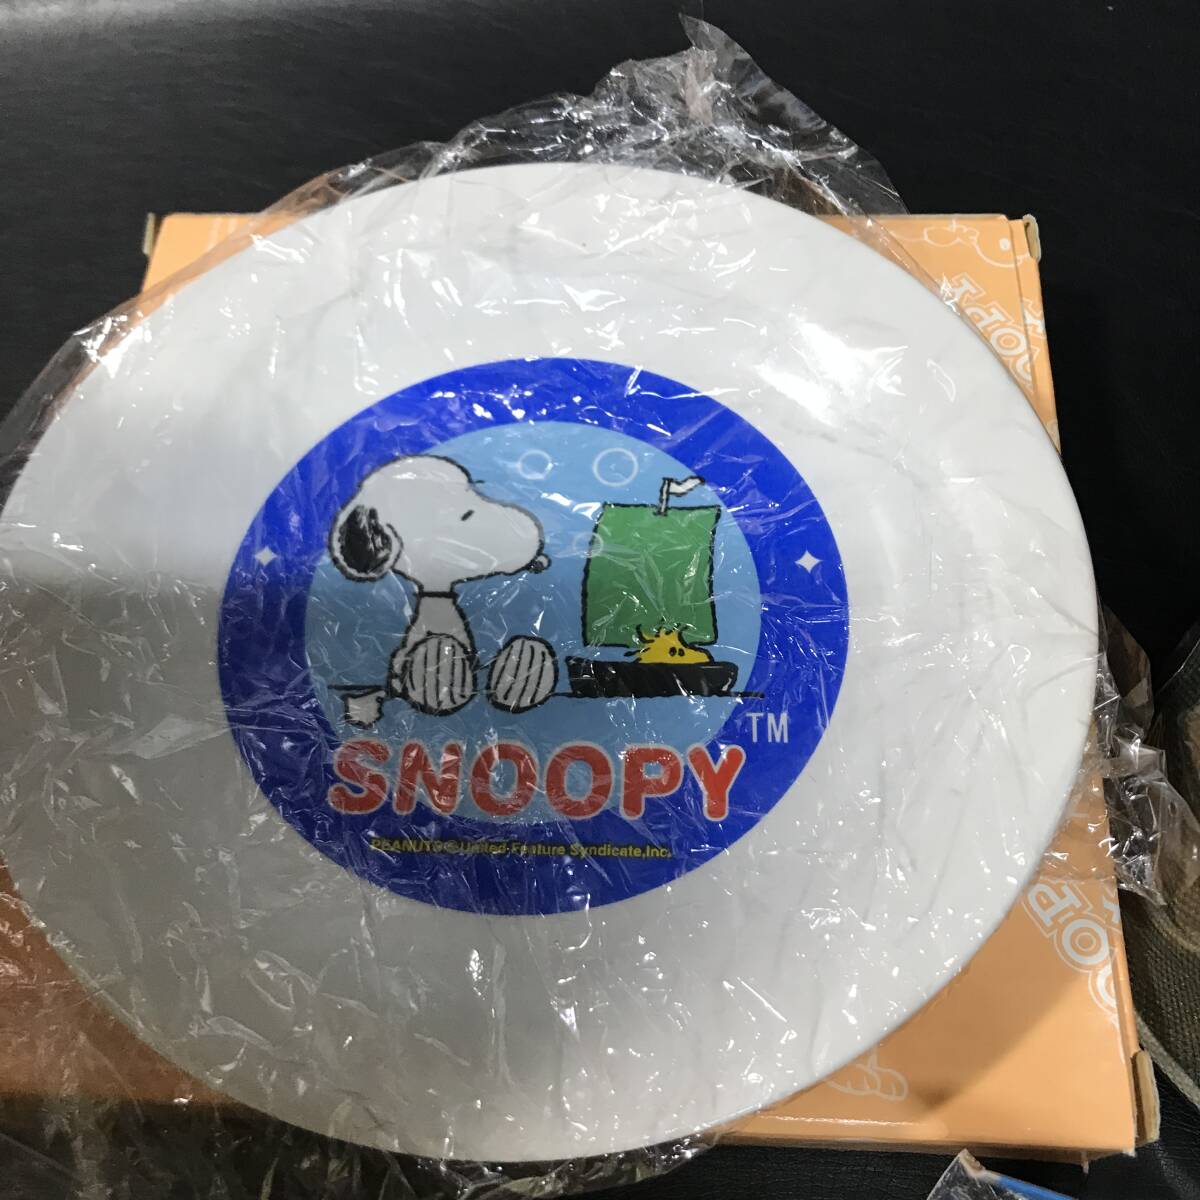 TM
SNOOPY
PEANUTS © United Feature Syndicate,Inc.